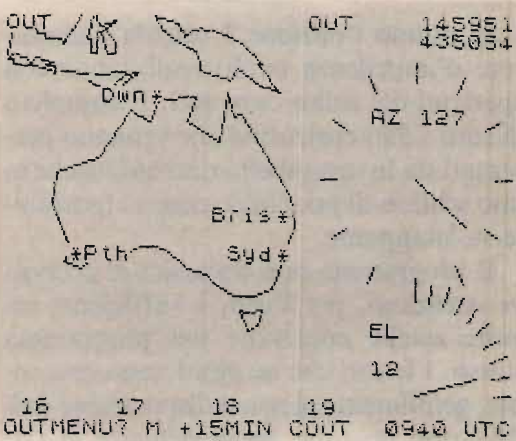 OUT
OUT 145951
435054
AZ 127
Dwn*
Bris*
*Pth Syd*
EL
12
16 17 18 19
OUTMENU? M +15MIN COUT 0940 UTC